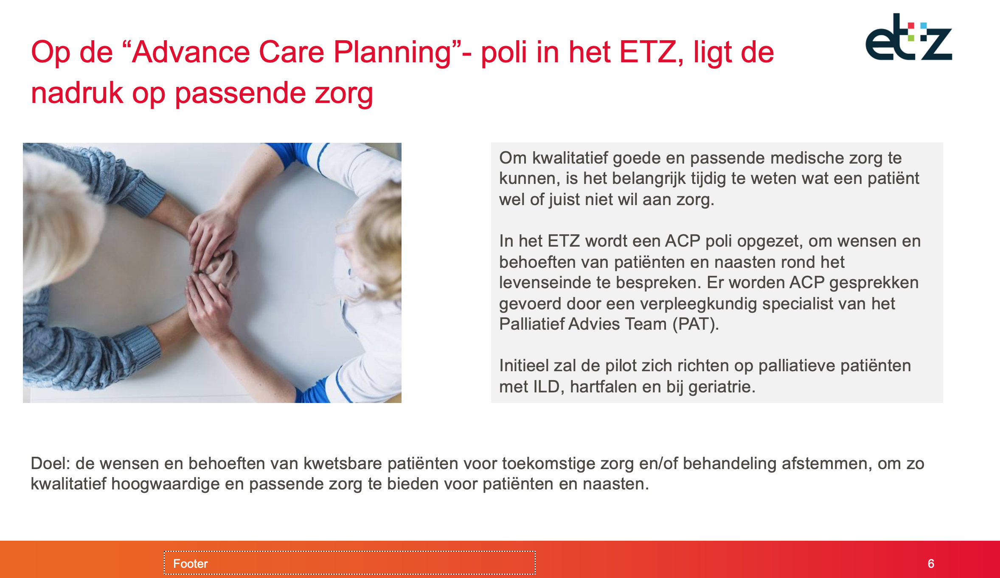 etz
Op de “Advance Care Planning”- poli in het ETZ, ligt de
nadruk op passende zorg
Om kwalitatief goede en passende medische zorg te
kunnen, is het belangrijk tijdig te weten wat een patiënt
wel of juist niet wil aan zorg.
In het ETZ wordt een ACP poli opgezet, om wensen en
behoeften van patiënten en naasten rond het
levenseinde te bespreken. Er worden ACP gesprekken
gevoerd door een verpleegkundig specialist van het
Palliatief Advies Team (PAT).
Initieel zal de pilot zich richten op palliatieve patiënten
met ILD, hartfalen en bij geriatrie.
Doel: de wensen en behoeften van kwetsbare patiënten voor toekomstige zorg en/of behandeling afstemmen, om zo
kwalitatief hoogwaardige en passende zorg te bieden voor patiënten en naasten.
Footer
6